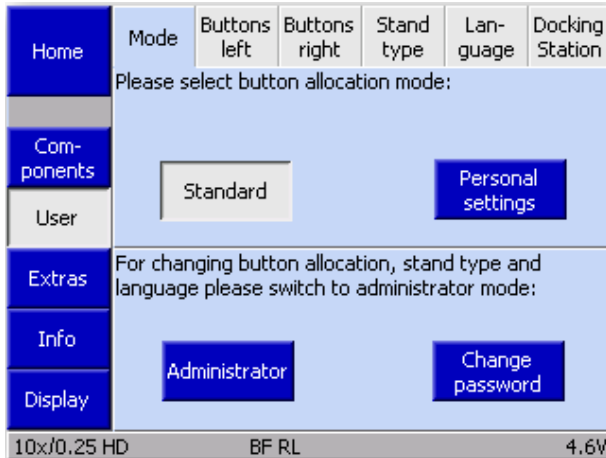 Home
Mode
Buttons
left
Buttons
right
Stand
type
Lan-
guage
Docking
Station
Please select button allocation mode:
Com-
ponents
User
Extras
Info
Display
Standard
Personal
settings
For changing button allocation, stand type and
language please switch to administrator mode:
Administrator
Change
password
10x/0.25 HD BF RL 4.6V